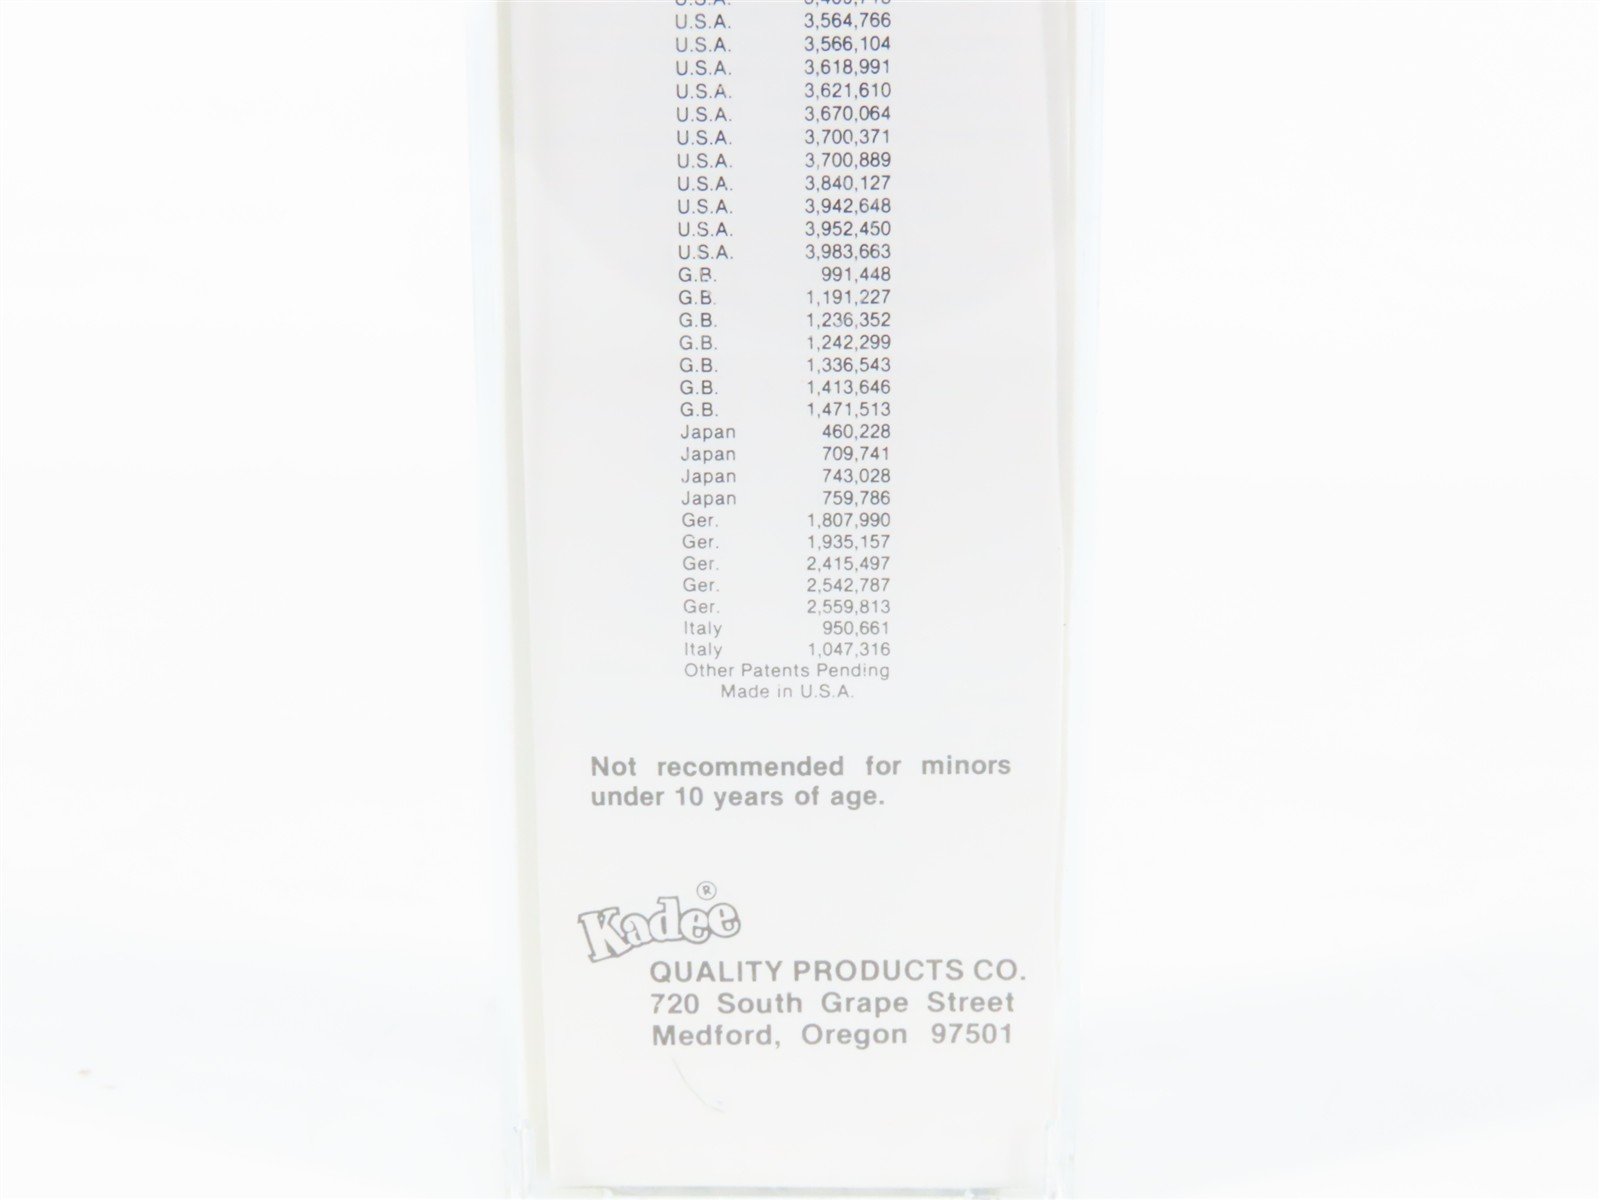 U.S.A. 3,564,766
U.S.A. 3,566,104
U.S.A. 3,618,991
U.S.A. 3,621,610
U.S.A. 3,670,064
U.S.A. 3,700,371
U.S.A. 3,700,889
U.S.A. 3,840,127
U.S.A. 3,942,648
U.S.A. 3,952,450
U.S.A. 3,983,663
G.B. 991,448
G.B. 1,191,227
G.B. 1,236,352
G.B. 1,242,299
G.B. 1,336,543
G.B. 1,413,646
G.B. 1,471,513
Japan 460,228
Japan 709,741
Japan 743,028
Japan 759,786
Ger. 1,807,990
Ger. 1,935,157
Ger. 2,415,497
Ger. 2,542,787
Ger. 2,559,813
Italy 950,661
Italy 1,047,316
Other Patents Pending
Made in U.S.A.
Not recommended for minors
under 10 years of age.
Kadee ®
QUALITY PRODUCTS CO.
720 South Grape Street
Medford, Oregon 97501